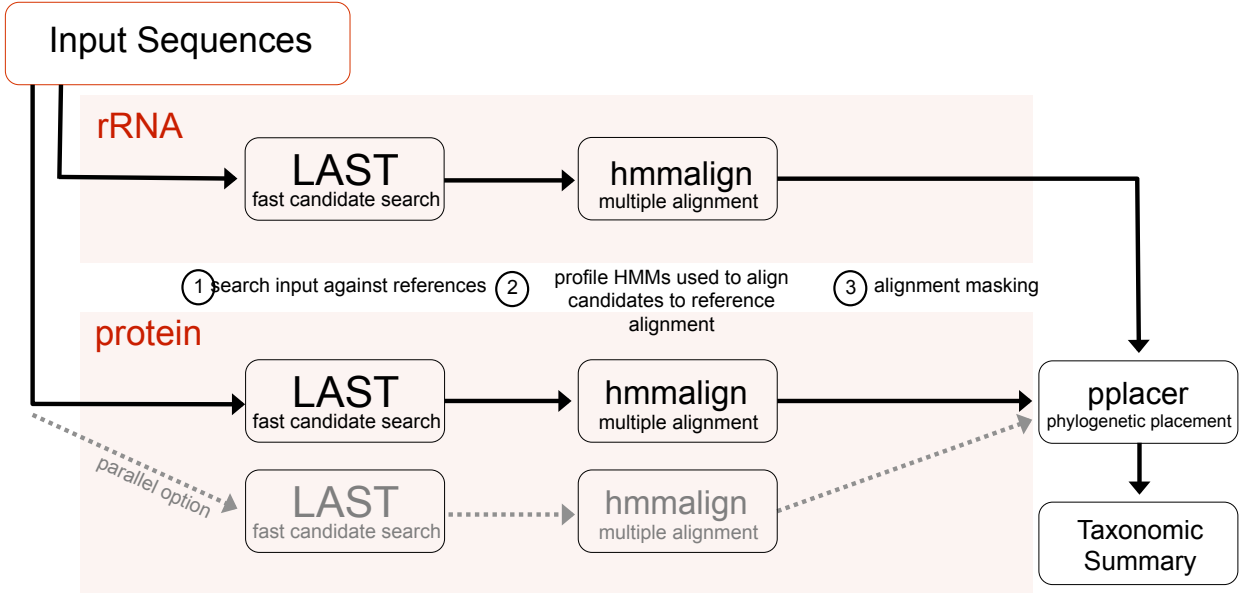 Input Sequences
rRNA
LAST
fast candidate search
hmmalign
multiple alignment
1 search input against references
2 profile HMMs used to align
candidates to reference
alignment
3 alignment masking
protein
LAST
fast candidate search
hmmalign
multiple alignment
pplacer
phylogenetic placement
parallel option
LAST
fast candidate search
hmmalign
multiple alignment
Taxonomic
Summary